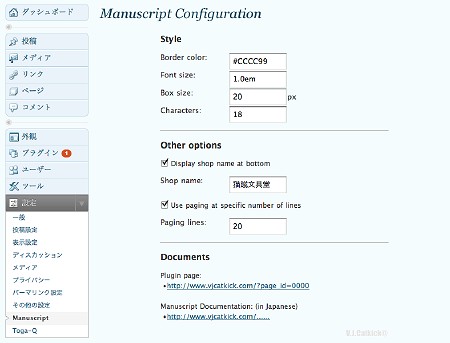 ダッシュボード
Manuscript Configuration
投稿
メディア
リンク
ページ
コメント
外観
プラグイン 1
ユーザー
ツール
設定
一般
投稿設定
表示設定
ディスカッション
メディア
プライバシー
パーマリンク設定
その他の設定
Manuscript
Toga-Q
Style
Border color: #CCCC99
Font size: 1.0em
Box size: 20 px
Characters: 18
Other options
Display shop name at bottom
Shop name: 猫蹴文具堂
Use paging at specific number of lines
Paging lines: 20
Documents
Plugin page:
•http://www.vjcatkick.com/?page_id=0000
Manuscript Documentation: (in Japanese)
•http://www.vjcatkick.com/......